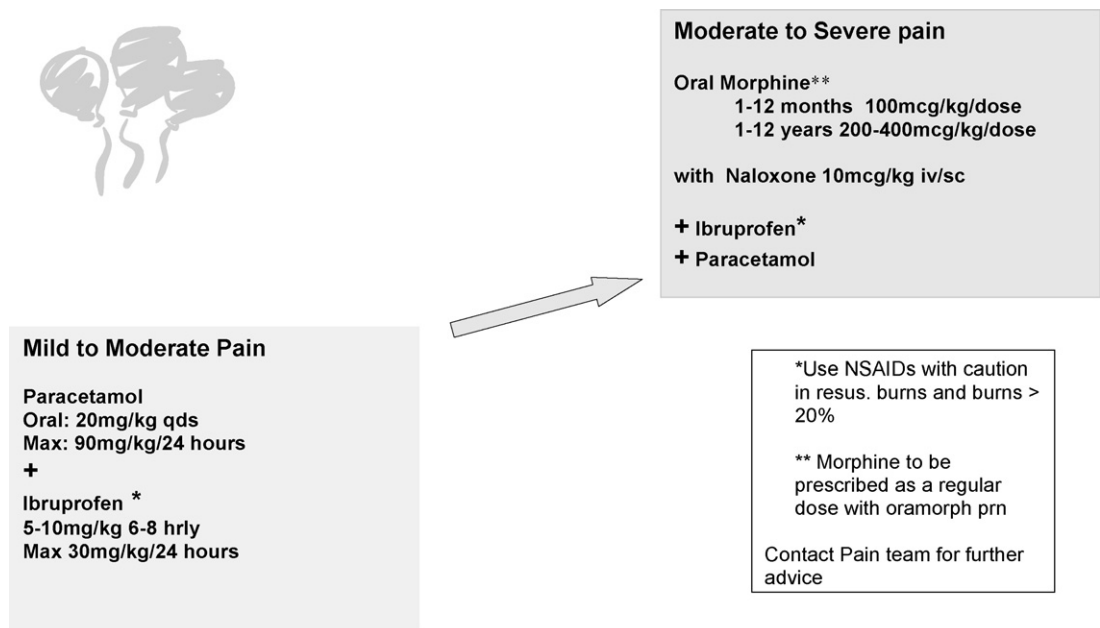 Mild to Moderate Pain
Paracetamol
Oral: 20mg/kg qds
Max: 90mg/kg/24 hours
+
Ibruprofen *
5-10mg/kg 6-8 hrly
Max 30mg/kg/24 hours
Moderate to Severe pain
Oral Morphine**
1-12 months 100mcg/kg/dose
1-12 years 200-400mcg/kg/dose
with Naloxone 10mcg/kg iv/sc
+ Ibruprofen*
+ Paracetamol
*Use NSAIDs with caution
in resus. burns and burns >
20%
** Morphine to be
prescribed as a regular
dose with oramorph prn
Contact Pain team for further
advice